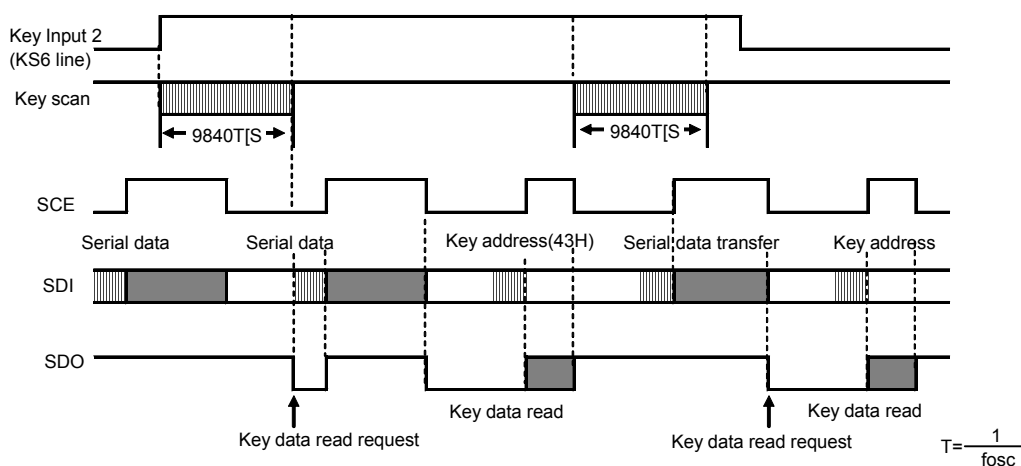 Key Input 2
(KS6 line)
Key scan
9840T[S
9840T[S
SCE
Serial data
Serial data
Key address(43H)
Serial data transfer
Key address
SDI
SDO
Key data read
Key data read
Key data read request
Key data read request
T=1/fosc